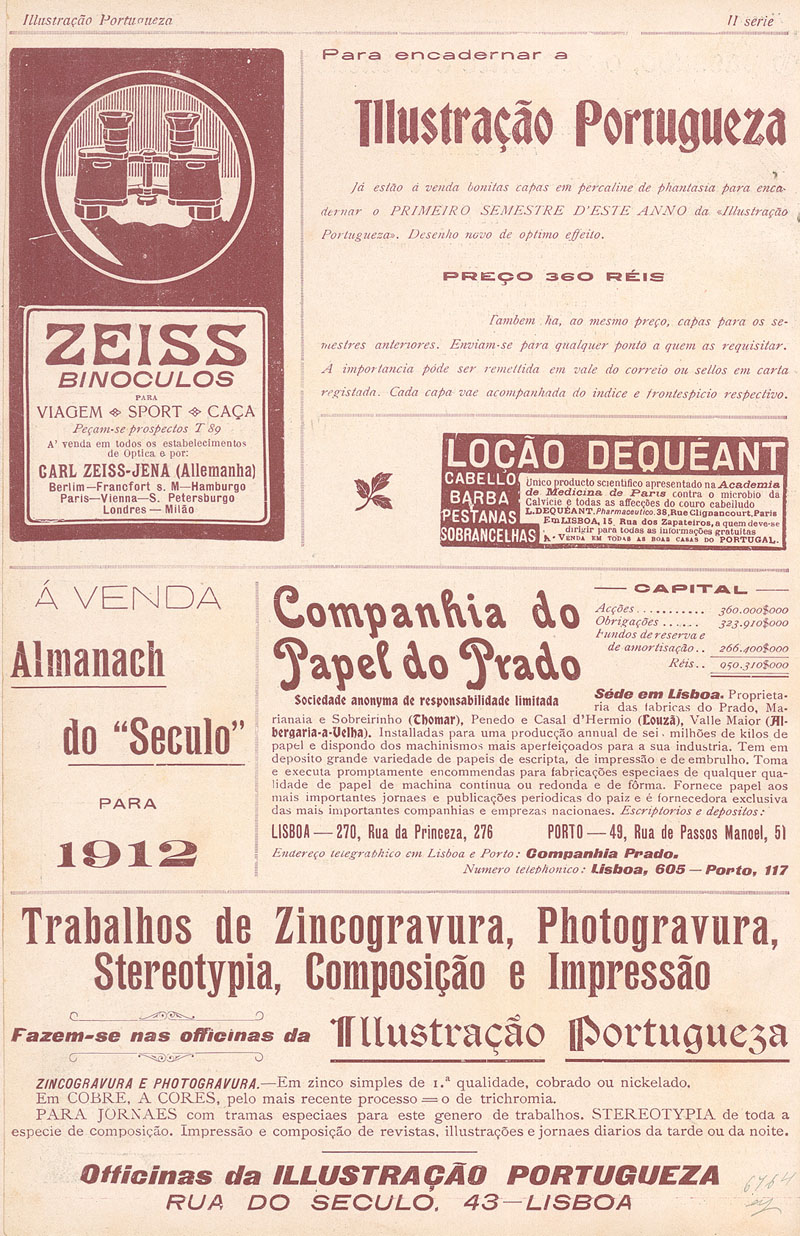 Illustração Portugueza
II serie
ZEISS
BINOCULOS
PARA
VIAGEM SPORT CAÇA
Peçam-se prospectos T 89
A' venda em todos os estabelecimentos
de Optica e por:
CARL ZEISS-JENA (Allemanha)
Berlim—Francfort s. M—Hamburgo
Paris—Vienna—S. Petersburgo
Londres—Milão
Para encadernar a
Illustração Portugueza
Já estão á venda bonitas capas em percaline de phantasia para enca-
dernar o PRIMEIRO SEMESTRE D'ESTE ANNO da «Illustração
Portugueza». Desenho novo de optimo effeito.
PREÇO 360 RÉIS
Tambem ha, ao mesmo preço, capas para os se-
mestres anteriores. Enviam-se para qualquer ponto a quem as requisitar.
A importancia póde ser remettida em vale do correio ou sellos em carta
registada. Cada capa vae acompanhada do indice e frontespicio respectivo.
LOÇÃO DEQUÉANT
CABELLO
BARBA
PESTANAS
SOBRANCELHAS
Unico producto scientifico apresentado na Academia
de Medicina de Paris contra o microbio da
Calvicie e todas as affecções do couro cabelludo
L. DEQUÉANT, Pharmaceutico. 38, Rue Clignancourt, Paris
Em LISBOA, 15, Rua dos Zapateiros, a quem deve-se
dirigir para todas as informações gratuitas
A' VENDA EM TODAS AS BOAS CASAS DO PORTUGAL.
Á VENDA
Almanach
do "Seculo"
PARA
1912
Companhia do
Papel do Prado
Sociedade anonyma de responsabilidade limitada
CAPITAL
Acções . . . . . . . . . . 360.000$000
Obrigações . . . . . . 323.910$000
Fundos de reserva e
de amortisação . . 266.400$000
Réis . . 950.310$000
Séde em Lisboa. Proprieta-
ria das fabricas do Prado, Ma-
rianaia e Sobreirinho (Thomar), Penedo e Casal d'Hermio (Louzã), Valle Maior (Al-
bergaria-a-Velha). Installadas para uma producção annual de sei milhões de kilos de
papel e dispondo dos machinismos mais aperfeiçoados para a sua industria. Tem em
deposito grande variedade de papeis de escripta, de impressão e de embrulho. Toma
e executa promptamente encommendas para fabricações especiaes de qualquer qua-
lidade de papel de machina continua ou redonda e de fôrma. Fornece papel aos
mais importantes jornaes e publicações periodicas do paiz e é fornecedora exclusiva
das mais importantes companhias e emprezas nacionaes. Escriptorios e depositos:
LISBOA—270, Rua da Princeza, 276 PORTO—49, Rua de Passos Manoel, 51
Endereço telegraphico em Lisboa e Porto: Companhia Prado.
Numero telephonico: Lisboa, 605—Porto, 117
Trabalhos de Zincogravura, Photogravura,
Stereotypia, Composição e Impressão
Fazem-se nas officinas da Illustração Portugueza
ZINCOGRAVURA E PHOTOGRAVURA.—Em zinco simples de 1.ª qualidade, cobrado ou nickelado.
Em COBRE, A CORES, pelo mais recente processo=o de trichromia.
PARA JORNAES com tramas especiaes para este genero de trabalhos. STEREOTYPIA de toda a
especie de composição. Impressão e composição de revistas, illustrações e jornaes diarios da tarde ou da noite.
Officinas da ILLUSTRAÇÃO PORTUGUEZA
RUA DO SECULO, 43—LISBOA
6764